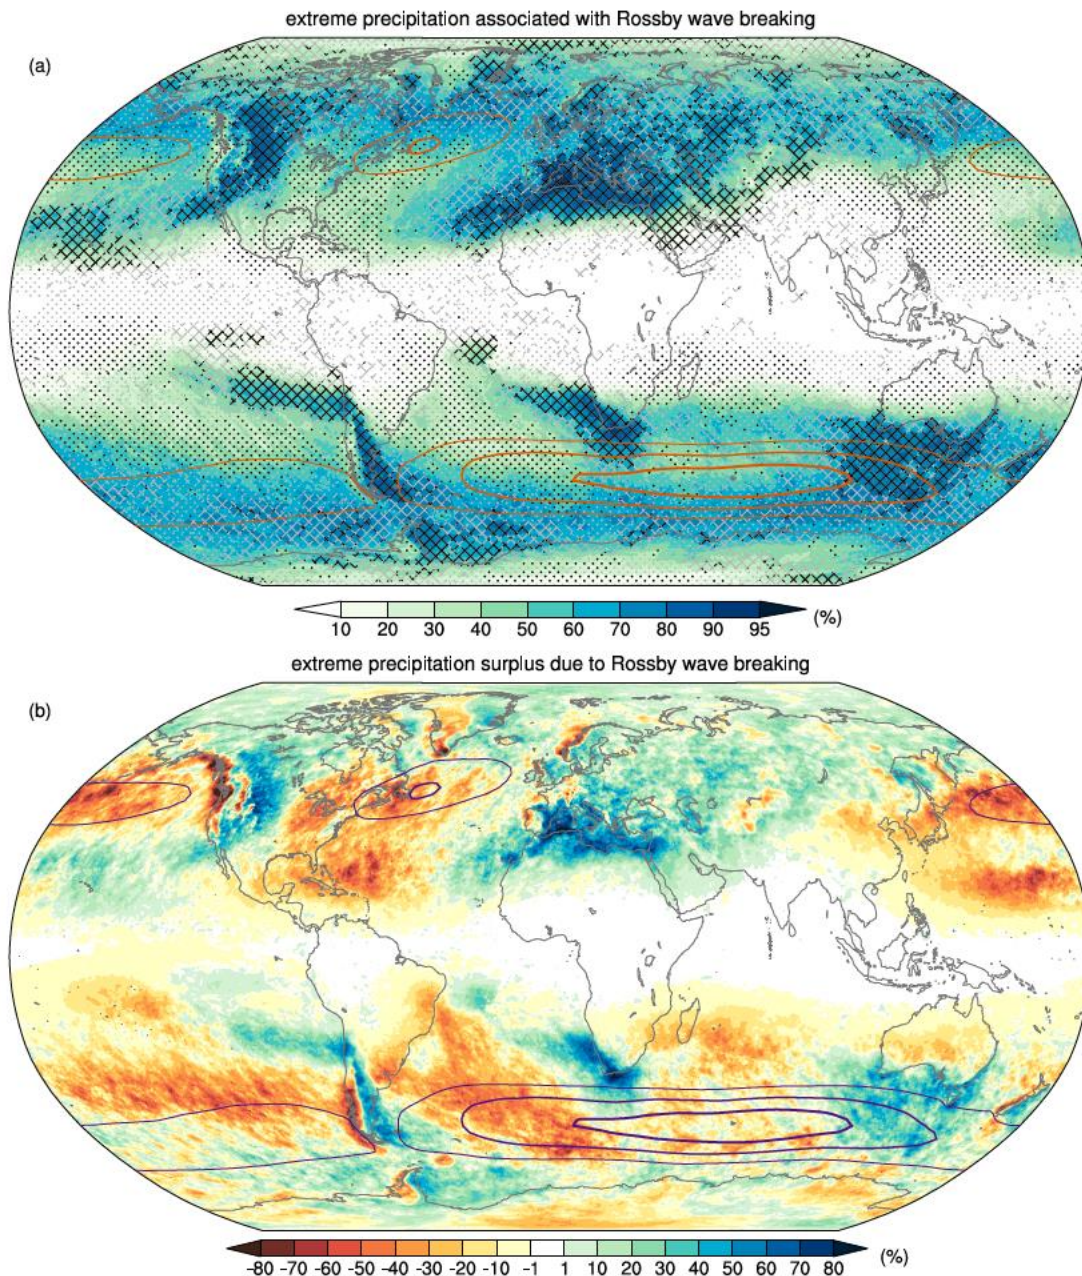 extreme precipitation associated with Rossby wave breaking
(a)
10 20 30 40 50 60 70 80 90 95 (%)
extreme precipitation surplus due to Rossby wave breaking
(b)
-80 -70 -60 -50 -40 -30 -20 -10 -1 1 10 20 30 40 50 60 70 80 (%)